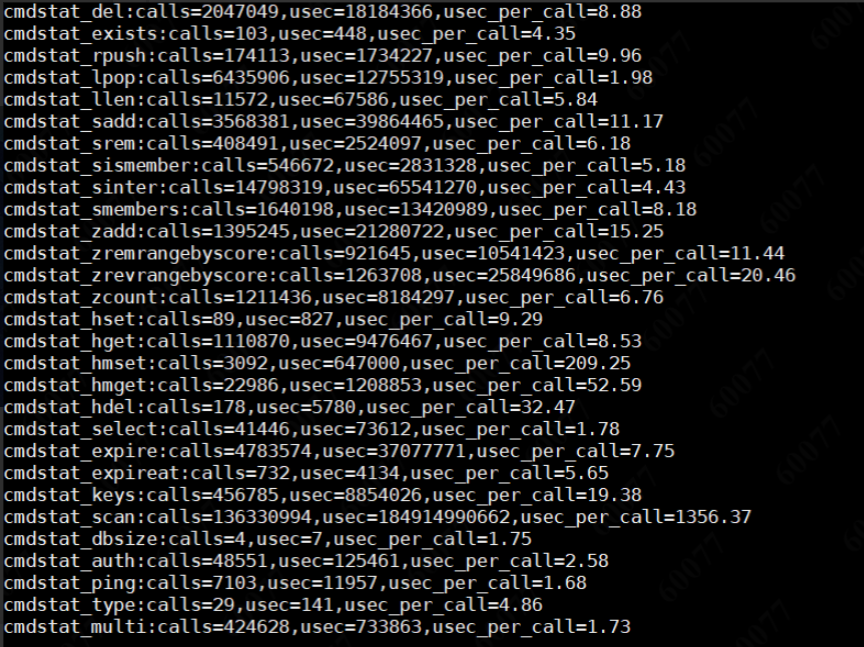 cmdstat_del:calls=2047049,usec=18184366,usec_per_call=8.88
cmdstat_exists:calls=103,usec=448,usec_per_call=4.35
cmdstat_rpush:calls=174113,usec=1734227,usec_per_call=9.96
cmdstat_lpop:calls=6435906,usec=12755319,usec_per_call=1.98
cmdstat_llen:calls=11572,usec=67586,usec_per_call=5.84
cmdstat_sadd:calls=3568381,usec=39864465,usec_per_call=11.17
cmdstat_srem:calls=408491,usec=2524097,usec_per_call=6.18
cmdstat_sismember:calls=546672,usec=2831328,usec_per_call=5.18
cmdstat_sinter:calls=14798319,usec=65541270,usec_per_call=4.43
cmdstat_smembers:calls=1640198,usec=13420989,usec_per_call=8.18
cmdstat_zadd:calls=1395245,usec=21280722,usec_per_call=15.25
cmdstat_zremrangebyscore:calls=921645,usec=10541423,usec_per_call=11.44
cmdstat_zrevrangebyscore:calls=1263708,usec=25849686,usec_per_call=20.46
cmdstat_zcount:calls=1211436,usec=8184297,usec_per_call=6.76
cmdstat_hset:calls=89,usec=827,usec_per_call=9.29
cmdstat_hget:calls=1110870,usec=9476467,usec_per_call=8.53
cmdstat_hmset:calls=3092,usec=647000,usec_per_call=209.25
cmdstat_hmget:calls=22986,usec=1208853,usec_per_call=52.59
cmdstat_hdel:calls=178,usec=5780,usec_per_call=32.47
cmdstat_select:calls=41446,usec=73612,usec_per_call=1.78
cmdstat_expire:calls=4783574,usec=37077771,usec_per_call=7.75
cmdstat_expireat:calls=732,usec=4134,usec_per_call=5.65
cmdstat_keys:calls=456785,usec=8854026,usec_per_call=19.38
cmdstat_scan:calls=136330994,usec=184914990662,usec_per_call=1356.37
cmdstat_dbsize:calls=4,usec=7,usec_per_call=1.75
cmdstat_auth:calls=48551,usec=125461,usec_per_call=2.58
cmdstat_ping:calls=7103,usec=11957,usec_per_call=1.68
cmdstat_type:calls=29,usec=141,usec_per_call=4.86
cmdstat_multi:calls=424628,usec=733863,usec_per_call=1.73
60077
60077
60077
60077
60077
60077
60077